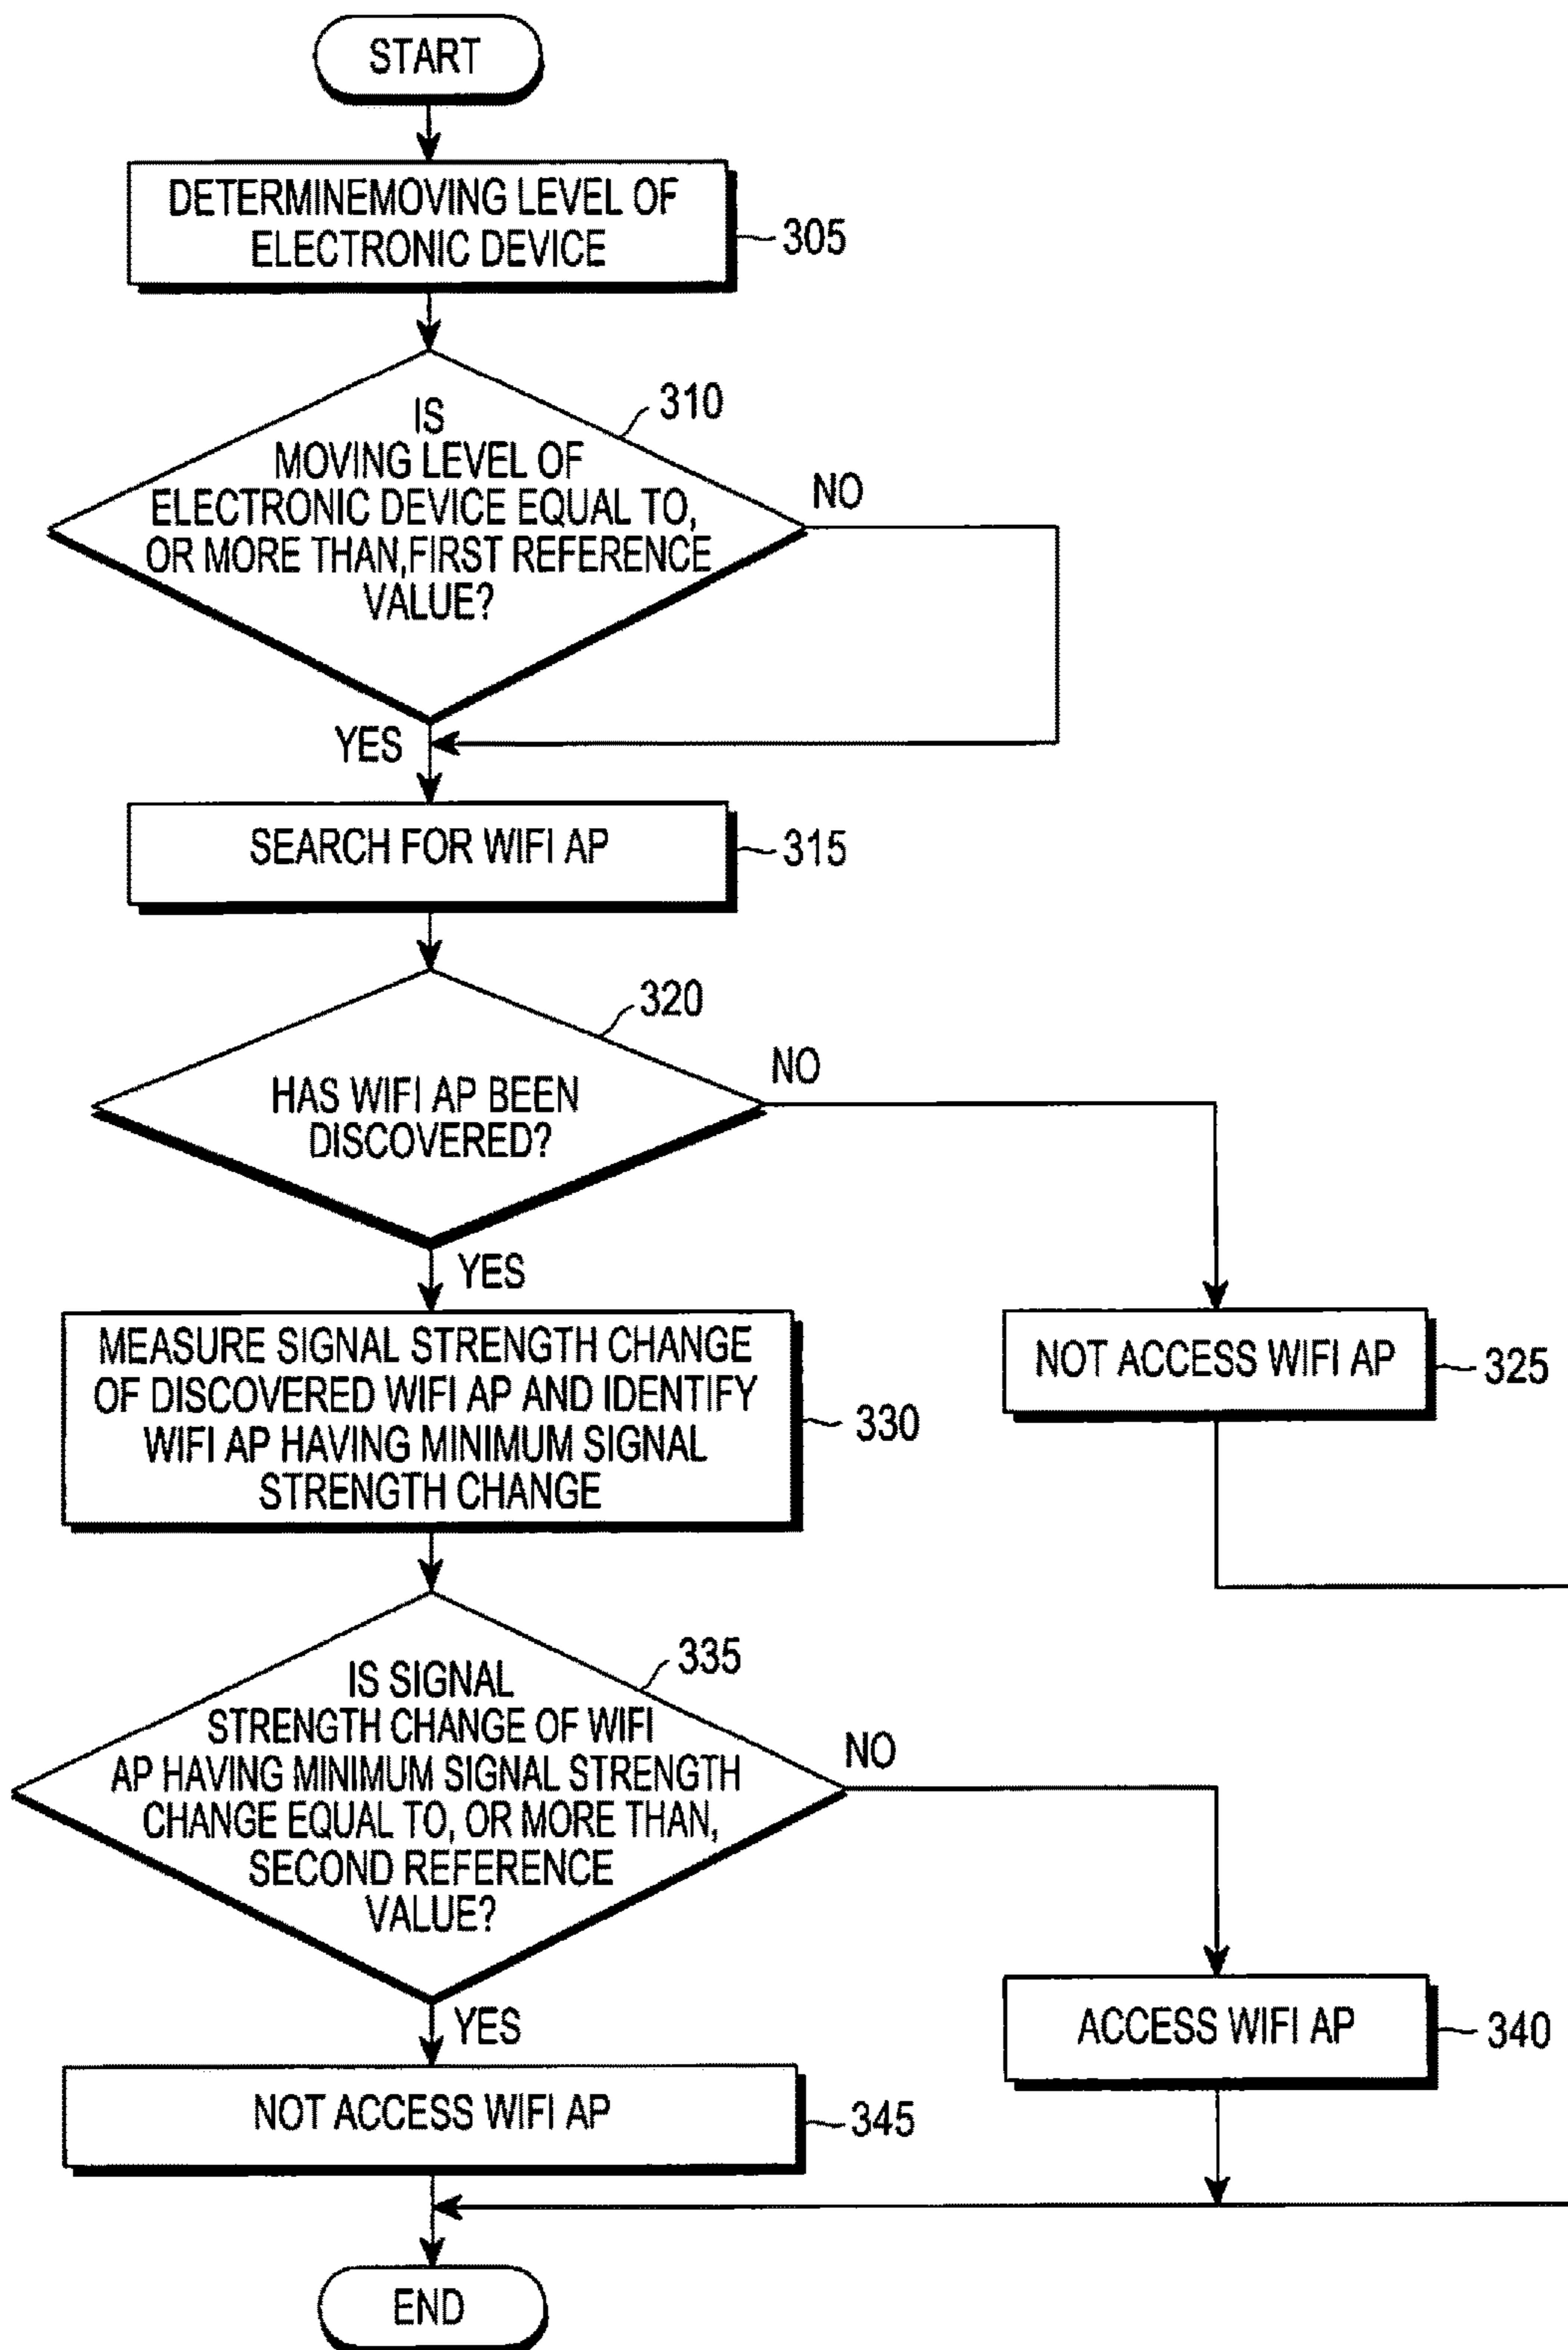 START
DETERMINEMOVING LEVEL OF
ELECTRONIC DEVICE
305
310
IS
MOVING LEVEL OF
ELECTRONIC DEVICE EQUAL TO,
OR MORE THAN,FIRST REFERENCE
VALUE?
NO
YES
SEARCH FOR WIFI AP
315
320
NO
HAS WIFI AP BEEN
DISCOVERED?
YES
MEASURE SIGNAL STRENGTH CHANGE
OF DISCOVERED WIFI AP AND IDENTIFY
WIFI AP HAVING MINIMUM SIGNAL
STRENGTH CHANGE
330
NOT ACCESS WIFI AP
325
335
IS SIGNAL
STRENGTH CHANGE OF WIFI
AP HAVING MINIMUM SIGNAL STRENGTH
CHANGE EQUAL TO, OR MORE THAN,
SECOND REFERENCE
VALUE?
NO
YES
ACCESS WIFI AP
340
NOT ACCESS WIFI AP
345
END